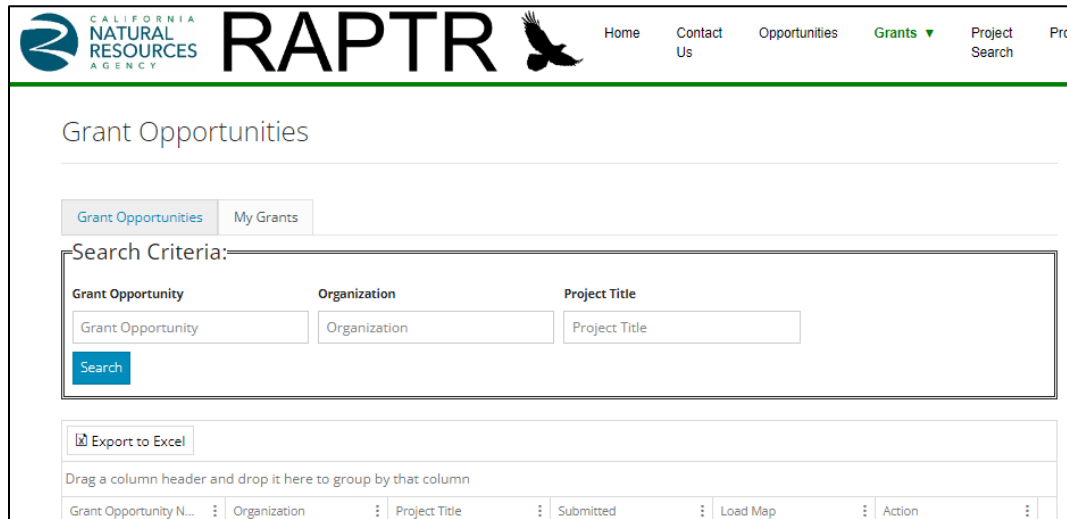 CALIFORNIA
NATURAL
RESOURCES
AGENCY
RAPTR
Home
Contact
Us
Opportunities
Grants ▼
Project
Search
Grant Opportunities
Grant Opportunities
My Grants
Search Criteria:
Grant Opportunity
Organization
Project Title
Grant Opportunity
Organization
Project Title
Search
Export to Excel
Drag a column header and drop it here to group by that column
Grant Opportunity N...
Organization
Project Title
Submitted
Load Map
Action